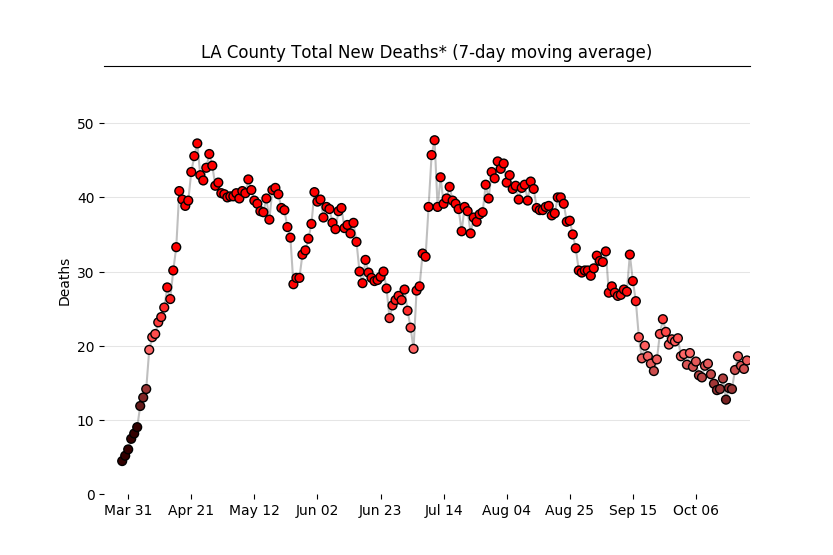 LA County Total New Deaths* (7-day moving average)
50
40
30
20
10
0
Deaths
Mar 31 Apr 21 May 12 Jun 02 Jun 23 Jul 14 Aug 04 Aug 25 Sep 15 Oct 06